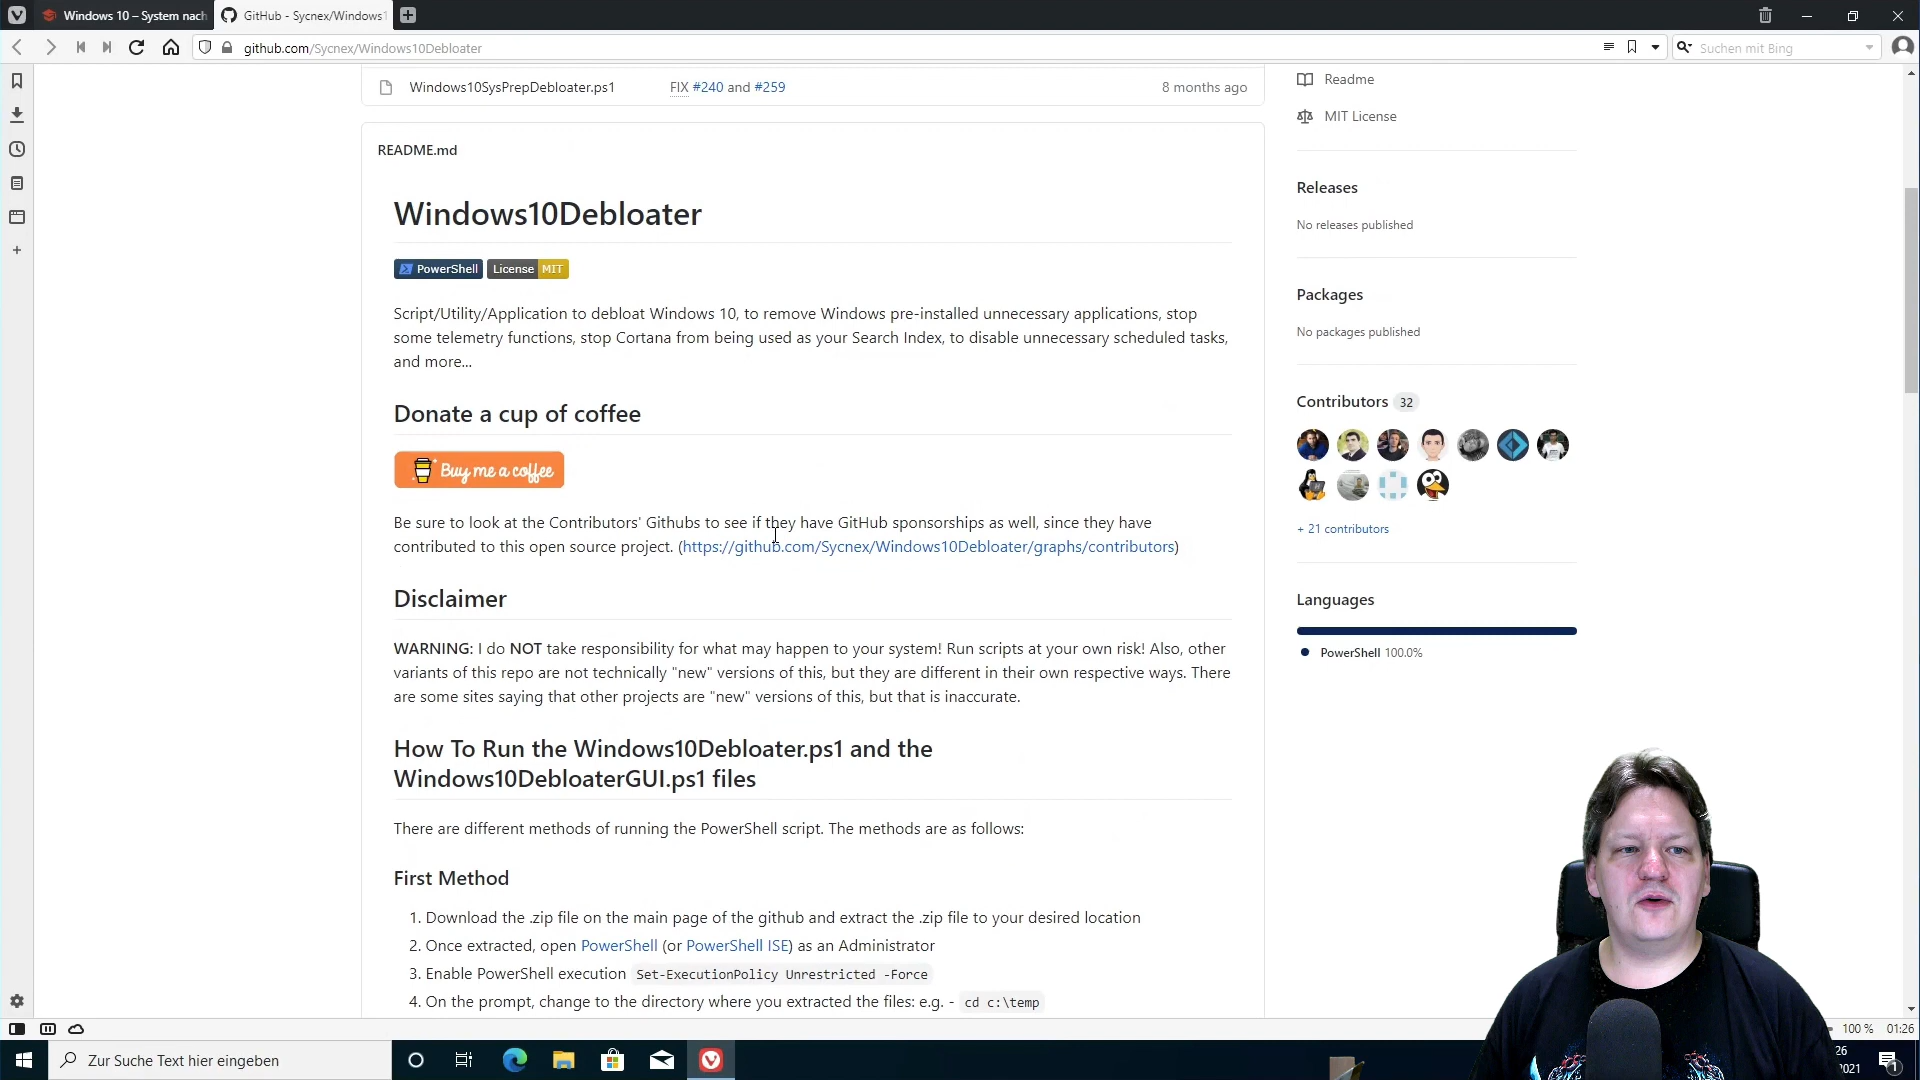 Windows 10 – System nach
GitHub - Sycnex/Windows1
github.com/Sycnex/Windows10Debloater
Suchen mit Bing
Windows10SysPrepDebloater.ps1
FIX #240 and #259
8 months ago
README.md
Windows10Debloater
PowerShell
License MIT
Script/Utility/Application to debloat Windows 10, to remove Windows pre-installed unnecessary applications, stop
some telemetry functions, stop Cortana from being used as your Search Index, to disable unnecessary scheduled tasks,
and more...
Donate a cup of coffee
Buy me a coffee
Be sure to look at the Contributors' Githubs to see if they have GitHub sponsorships as well, since they have
contributed to this open source project. (https://github.com/Sycnex/Windows10Debloater/graphs/contributors)
Disclaimer
WARNING: I do NOT take responsibility for what may happen to your system! Run scripts at your own risk! Also, other
variants of this repo are not technically "new" versions of this, but they are different in their own respective ways. There
are some sites saying that other projects are "new" versions of this, but that is inaccurate.
How To Run the Windows10Debloater.ps1 and the
Windows10DebloaterGUI.ps1 files
There are different methods of running the PowerShell script. The methods are as follows:
First Method
1. Download the .zip file on the main page of the github and extract the .zip file to your desired location
2. Once extracted, open PowerShell (or PowerShell ISE) as an Administrator
3. Enable PowerShell execution Set-ExecutionPolicy Unrestricted -Force
4. On the prompt, change to the directory where you extracted the files: e.g. - cd c:\temp
Readme
MIT License
Releases
No releases published
Packages
No packages published
Contributors 32
+ 21 contributors
Languages
PowerShell 100.0%
100 %
01:26
Zur Suche Text hier eingeben
26
2021
1